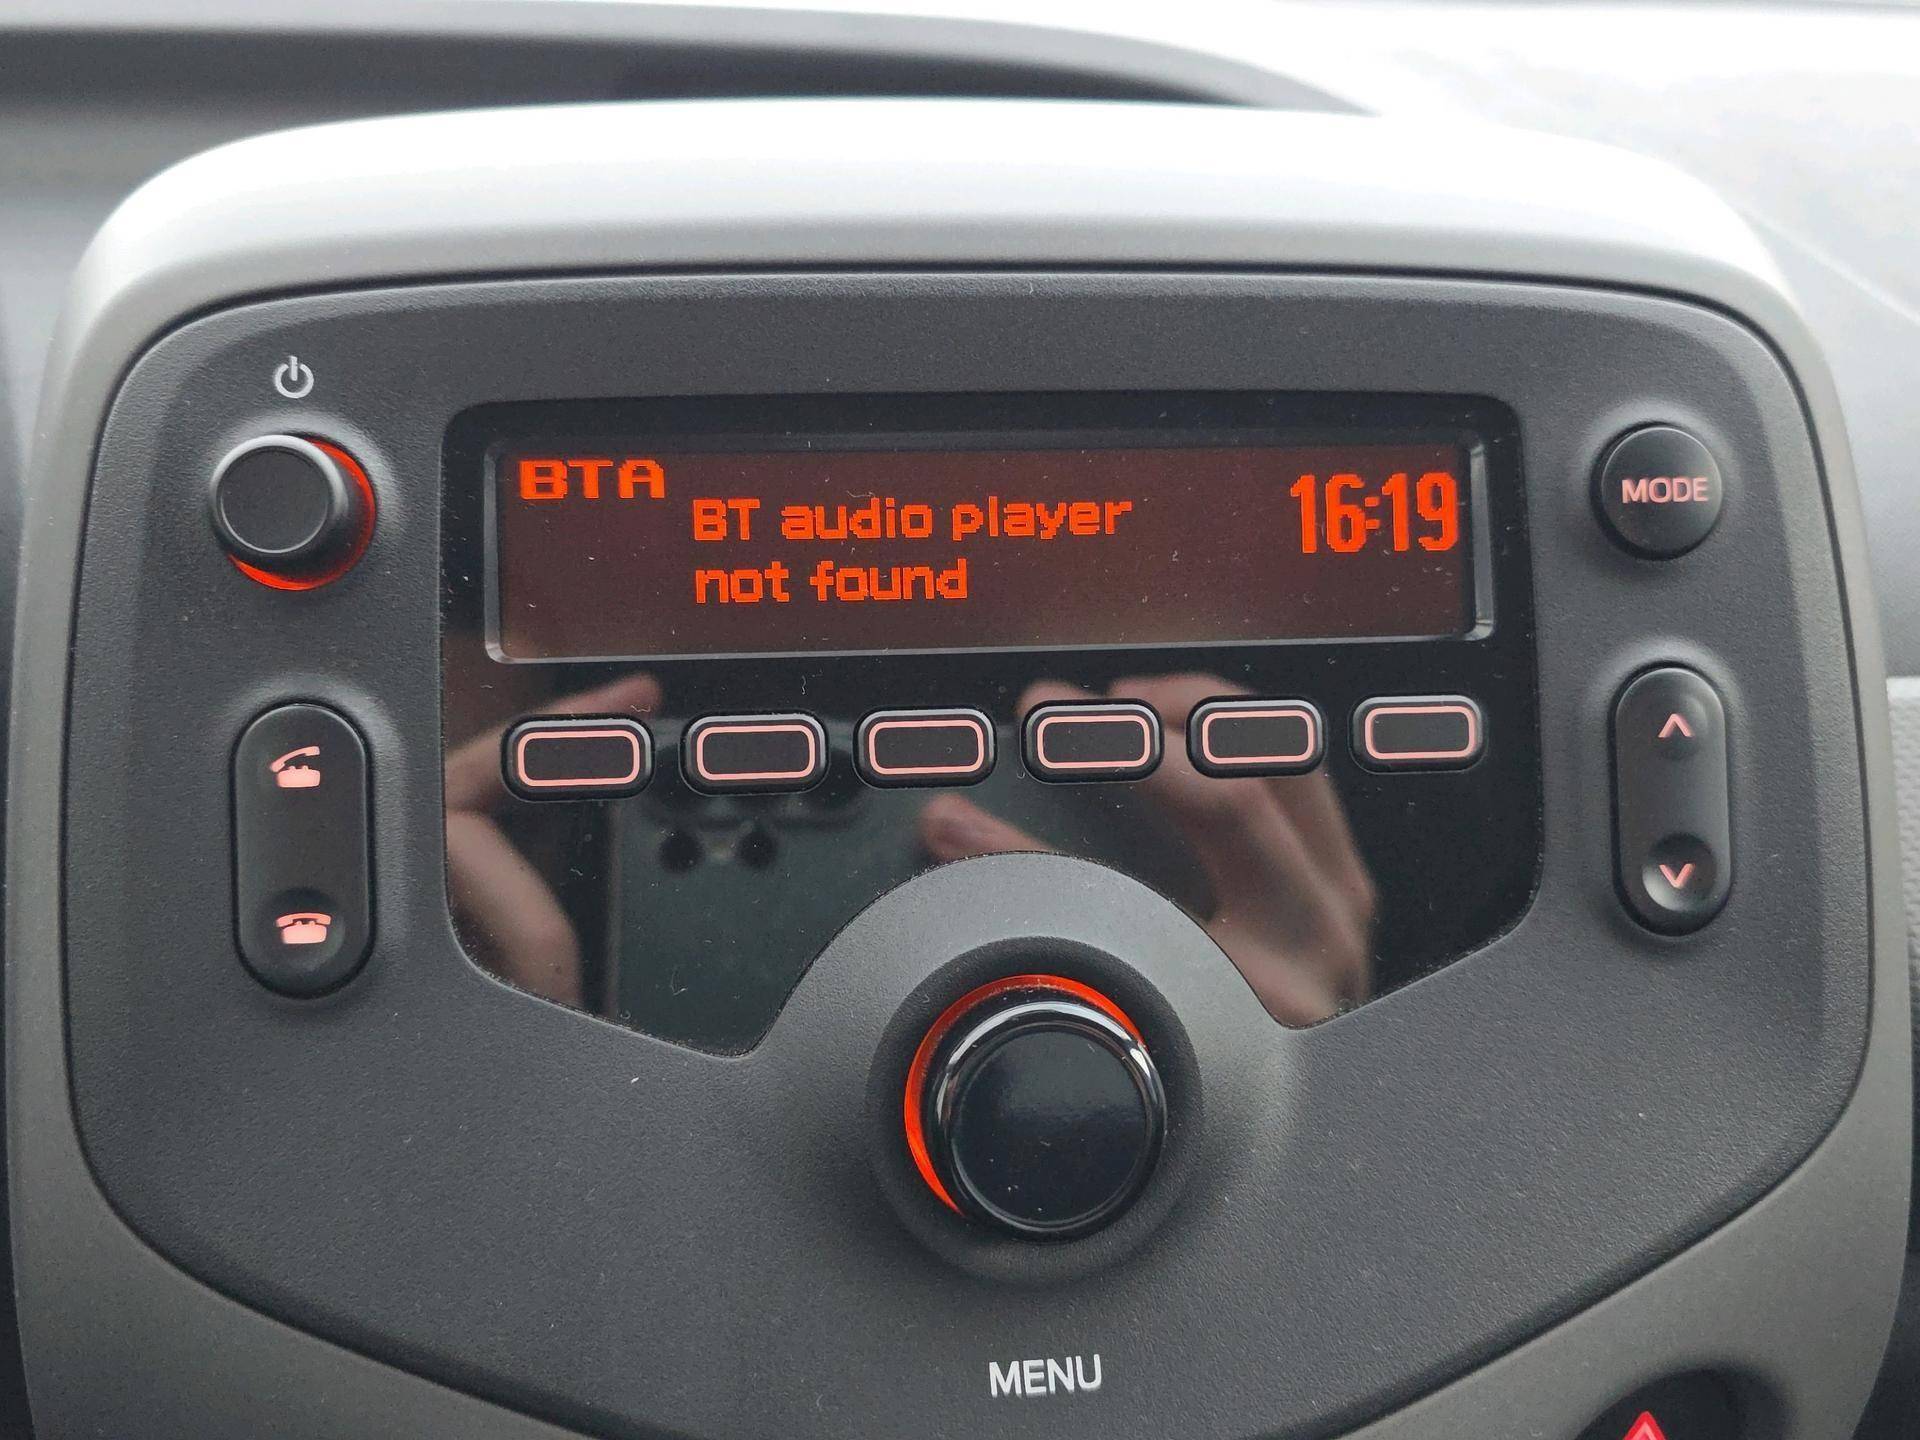 BTA
BT audio player
not found
16:19
MODE
MENU